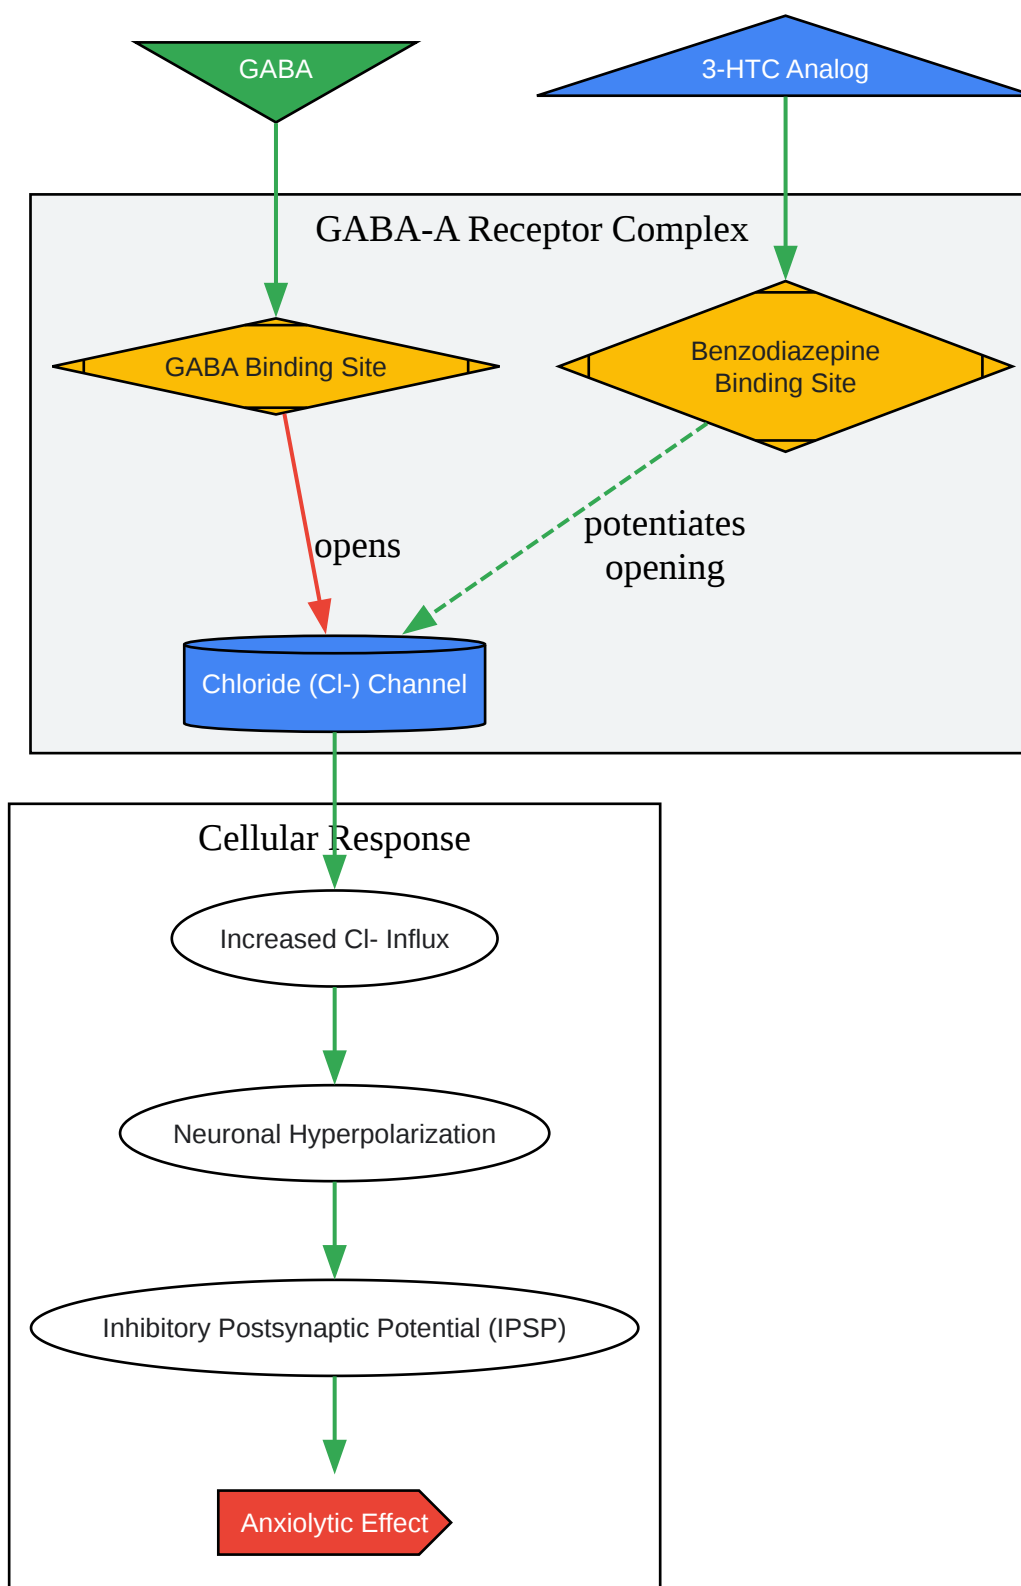 GABA
3-HTC Analog
GABA-A Receptor Complex
GABA Binding Site
Benzodiazepine
Binding Site
opens
potentiates
opening
Chloride (Cl-) Channel
Cellular Response
Increased Cl- Influx
Neuronal Hyperpolarization
Inhibitory Postsynaptic Potential (IPSP)
Anxiolytic Effect